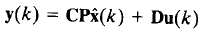 y(k) = CPx̂(k) + Du(k)